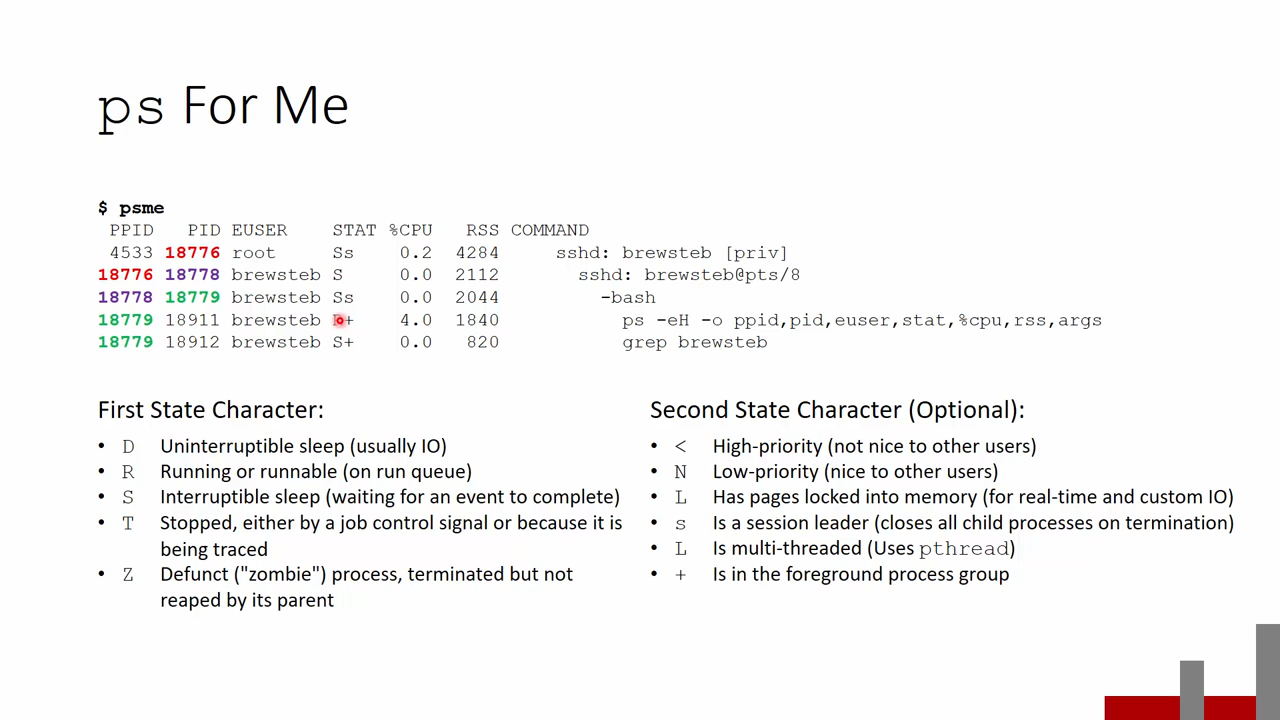 ps For Me
$ psme
PPID PID EUSER STAT %CPU RSS COMMAND
4533 18776 root Ss 0.2 4284 sshd: brewsteb [priv]
18776 18778 brewsteb S 0.0 2112 sshd: brewsteb@pts/8
18778 18779 brewsteb Ss 0.0 2044 -bash
18779 18911 brewsteb + 4.0 1840 ps -eH -o ppid,pid,euser,stat,%cpu,rss,args
18779 18912 brewsteb S+ 0.0 820 grep brewsteb
First State Character:
• D Uninterruptible sleep (usually IO)
• R Running or runnable (on run queue)
• S Interruptible sleep (waiting for an event to complete)
• T Stopped, either by a job control signal or because it is
being traced
• Z Defunct ("zombie") process, terminated but not
reaped by its parent
Second State Character (Optional):
• < High-priority (not nice to other users)
• N Low-priority (nice to other users)
• L Has pages locked into memory (for real-time and custom IO)
• s Is a session leader (closes all child processes on termination)
• L Is multi-threaded (Uses pthread)
• + Is in the foreground process group